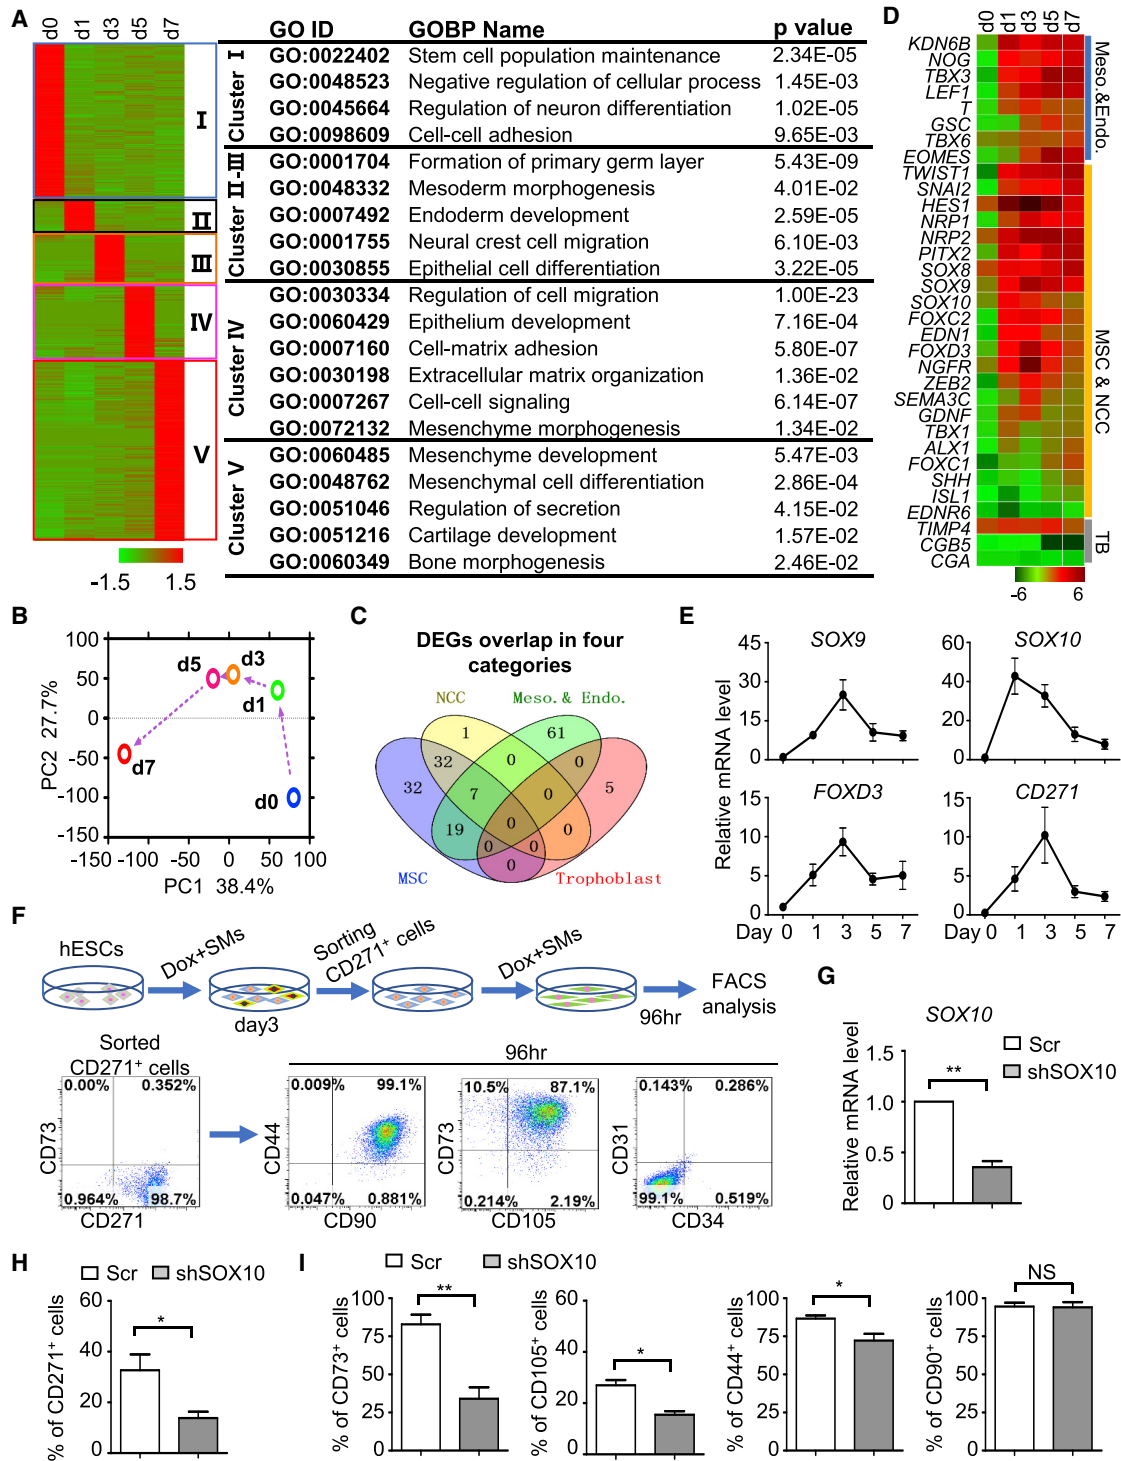 A
d0 d1 d3 d5 d7
I
II
III
IV
V
-1.5 1.5
GO ID GOBP Name p value
Cluster I
GO:0022402 Stem cell population maintenance 2.34E-05
GO:0048523 Negative regulation of cellular process 1.45E-03
GO:0045664 Regulation of neuron differentiation 1.02E-05
GO:0098609 Cell-cell adhesion 9.65E-03
Cluster II-III
GO:0001704 Formation of primary germ layer 5.43E-09
GO:0048332 Mesoderm morphogenesis 4.01E-02
GO:0007492 Endoderm development 2.59E-05
GO:0001755 Neural crest cell migration 6.10E-03
GO:0030855 Epithelial cell differentiation 3.22E-05
Cluster IV
GO:0030334 Regulation of cell migration 1.00E-23
GO:0060429 Epithelium development 7.16E-04
GO:0007160 Cell-matrix adhesion 5.80E-07
GO:0030198 Extracellular matrix organization 1.36E-02
GO:0007267 Cell-cell signaling 6.14E-07
GO:0072132 Mesenchyme morphogenesis 1.34E-02
Cluster V
GO:0060485 Mesenchyme development 5.47E-03
GO:0048762 Mesenchymal cell differentiation 2.86E-04
GO:0051046 Regulation of secretion 4.15E-02
GO:0051216 Cartilage development 1.57E-02
GO:0060349 Bone morphogenesis 2.46E-02
D
d0 d1 d3 d5 d7
KDN6B
NOG
TBX3
LEF1
T
GSC
TBX6
EOMES
TWIST1
SNAI2
HES1
NRP1
NRP2
PITX2
SOX8
SOX9
SOX10
FOXC2
EDN1
FOXD3
NGFR
ZEB2
SEMA3C
GDNF
TBX1
ALX1
FOXC1
SHH
ISL1
EDNR6
TIMP4
CGB5
CGA
Meso.&Endo.
MSC & NCC
TB
-6 6
B
100
50
0
-50
-100
-150
PC2 27.7%
d5 d3
d1
d7
d0
-150 -100 -50 0 50 100
PC1 38.4%
C
DEGs overlap in four
categories
NCC Meso.& Endo.
1 61
32 0 0
32 7 0 5
19 0 0
0 0
0
MSC Trophoblast
E
Relative mRNA level
SOX9
45
30
15
0
SOX10
60
40
20
0
FOXD3
15
10
5
0
CD271
15
10
5
0
Day 0 1 3 5 7 Day 0 1 3 5 7
F
hESCs
Dox+SMs
day3
Sorting
CD271+ cells
Dox+SMs
96hr
FACS
analysis
Sorted
CD271+ cells
0.00% 0.352%
0.964% 98.7%
CD73
CD271
96hr
0.009% 99.1%
0.047% 0.881%
CD44
CD90
10.5% 87.1%
0.214% 2.19%
CD73
CD105
0.143% 0.286%
99.1% 0.519%
CD31
CD34
G
SOX10
Scr
shSOX10
Relative mRNA level
1.5
1.0
0.5
0
**
H
Scr shSOX10
% of CD271+ cells
60
40
20
0
*
I
Scr shSOX10
% of CD73+ cells
100
75
50
25
0
**
% of CD105+ cells
60
40
20
0
*
% of CD44+ cells
100
75
50
25
0
*
% of CD90+ cells
100
75
50
25
0
NS